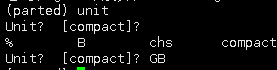 (parted) unit
Unit?  [compact]?
%        B        chs        compact
Unit?  [compact]? GB